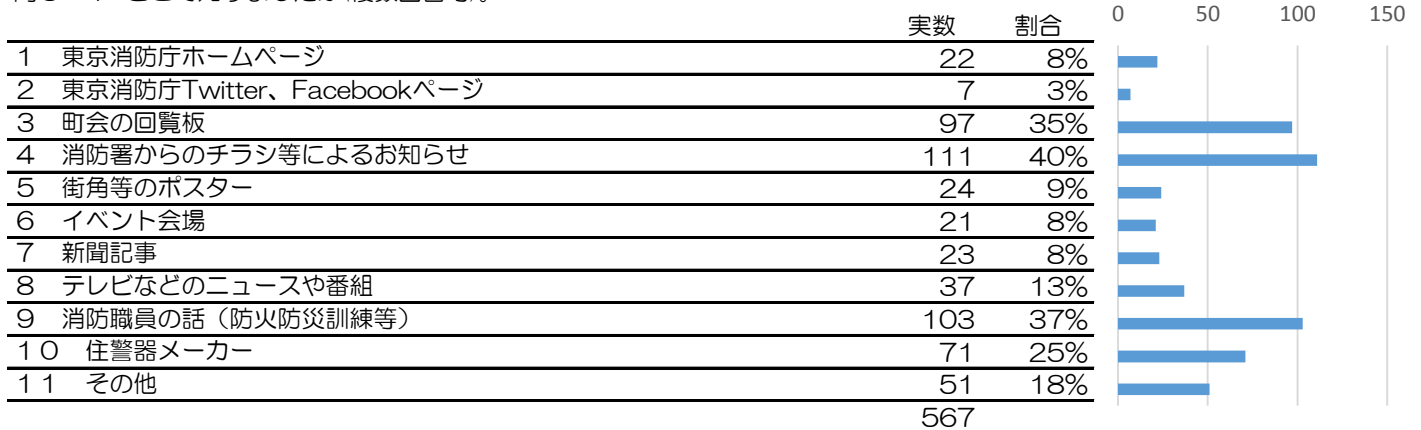 実数 割合 0 50 100 150
1 東京消防庁ホームページ 22 8%
2 東京消防庁Twitter、Facebookページ 7 3%
3 町会の回覧板 97 35%
4 消防署からのチラシ等によるお知らせ 111 40%
5 街角等のポスター 24 9%
6 イベント会場 21 8%
7 新聞記事 23 8%
8 テレビなどのニュースや番組 37 13%
9 消防職員の話（防火防災訓練等） 103 37%
１０ 住警器メーカー 71 25%
１１ その他 51 18%
567